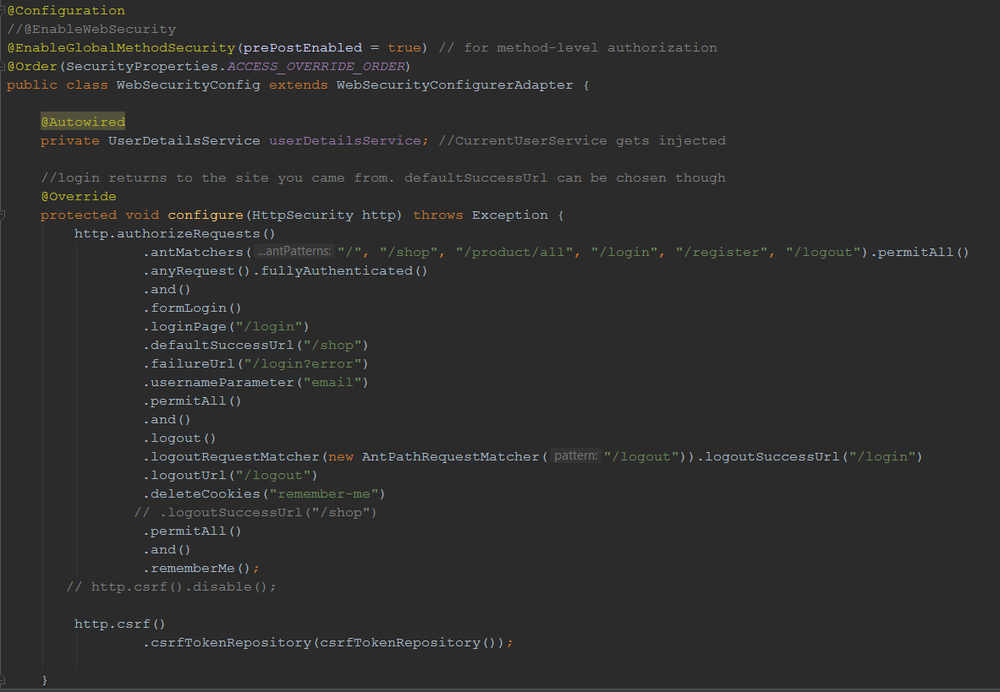 @Configuration
//@EnableWebSecurity
@EnableGlobalMethodSecurity(prePostEnabled = true) // for method-level authorization
@Order(SecurityProperties.ACCESS_OVERRIDE_ORDER)
public class WebSecurityConfig extends WebSecurityConfigurerAdapter {
@Autowired
private UserDetailsService userDetailsService; //CurrentUserService gets injected
//login returns to the site you came from. defaultSuccessUrl can be chosen though
@Override
protected void configure(HttpSecurity http) throws Exception {
http.authorizeRequests()
.antMatchers( ...antPatterns: "/", "/shop", "/product/all", "/login", "/register", "/logout").permitAll()
.anyRequest().fullyAuthenticated()
.and()
.formLogin()
.loginPage("/login")
.defaultSuccessUrl("/shop")
.failureUrl("/login?error")
.usernameParameter("email")
.permitAll()
.and()
.logout()
.logoutRequestMatcher(new AntPathRequestMatcher( pattern: "/logout")).logoutSuccessUrl("/login")
.logoutUrl("/logout")
.deleteCookies("remember-me")
// .logoutSuccessUrl("/shop")
.permitAll()
.and()
.rememberMe();
// http.csrf().disable();
http.csrf()
.csrfTokenRepository(csrfTokenRepository());
}